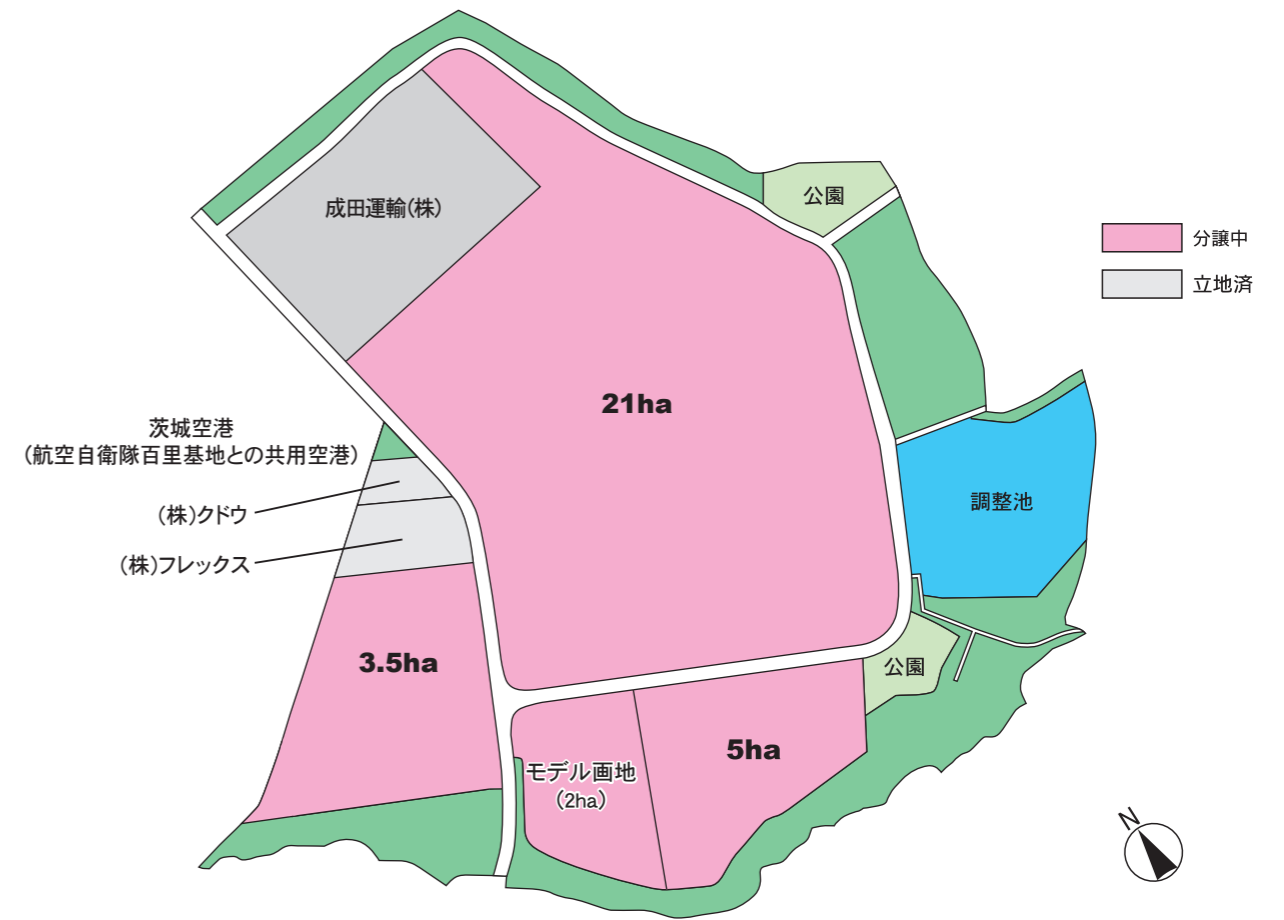 成田運輸(株)
公園
分譲中
立地済
21ha
茨城空港
(航空自衛隊百里基地との共用空港)
(株)クドウ
(株)フレックス
調整池
3.5ha
公園
5ha
モデル画地
(2ha)
N